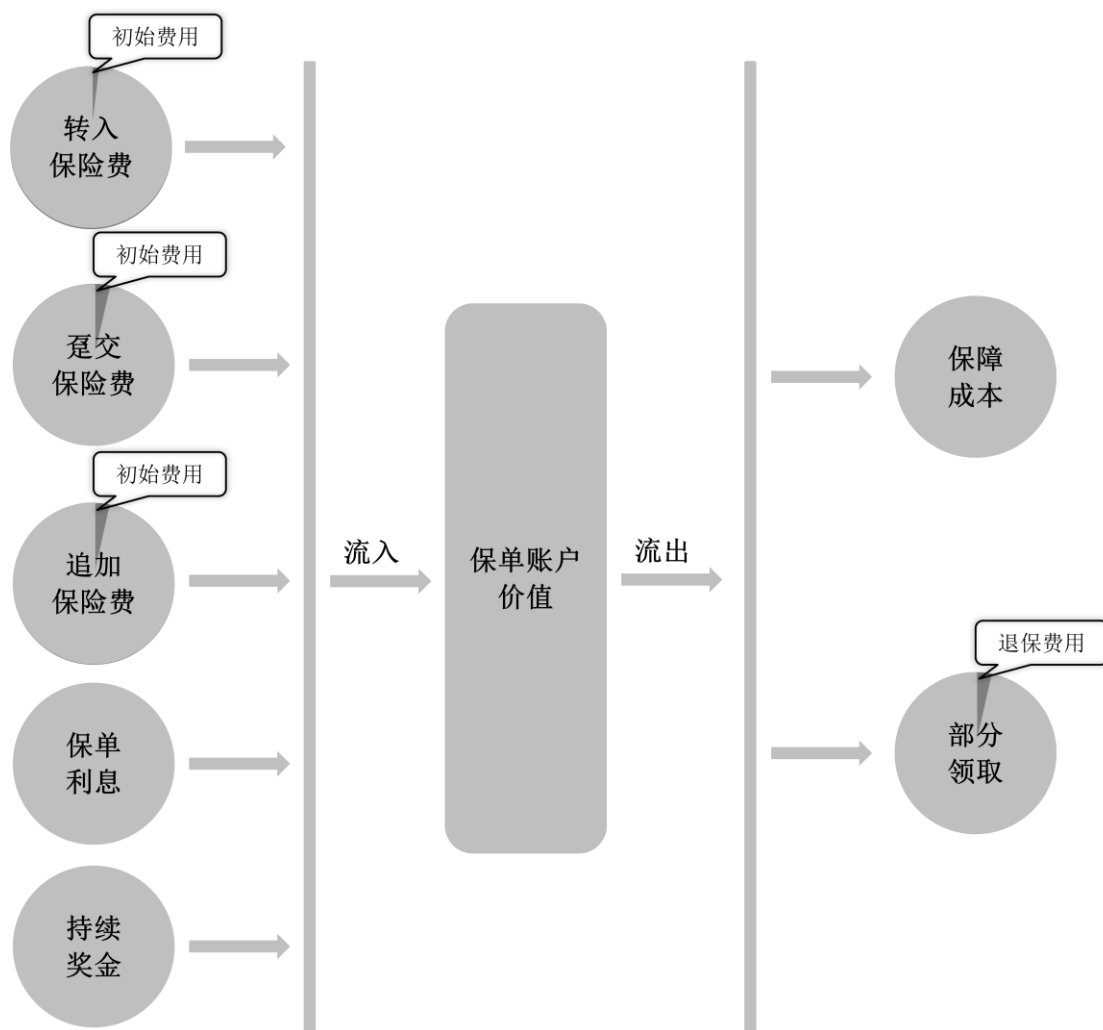 初始费用
转入
保险费
初始费用
趸交
保险费
初始费用
追加
保险费
保单
利息
持续
奖金
流入
保单账户
价值
流出
保障
成本
退保费用
部分
领取